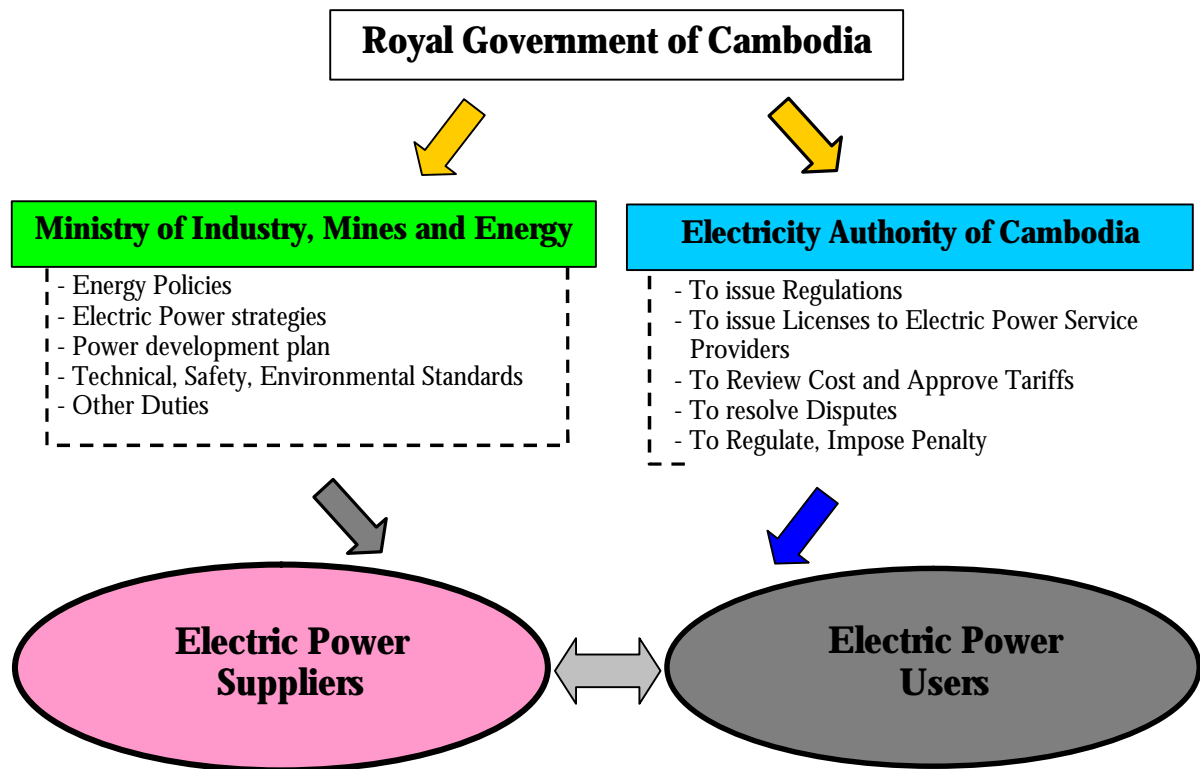 Royal Government of Cambodia
Ministry of Industry, Mines and Energy
- Energy Policies
- Electric Power strategies
- Power development plan
- Technical, Safety, Environmental Standards
- Other Duties
Electricity Authority of Cambodia
- To issue Regulations
- To issue Licenses to Electric Power Service
Providers
- To Review Cost and Approve Tariffs
- To resolve Disputes
- To Regulate, Impose Penalty
Electric Power
Suppliers
Electric Power
Users